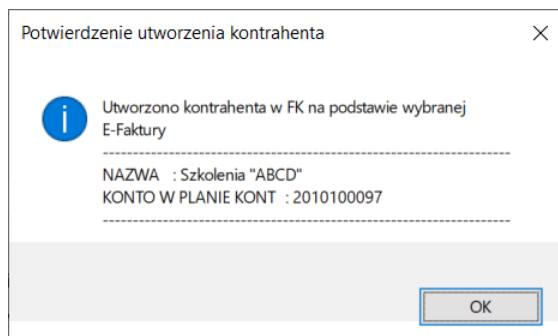 Potwierdzenie utworzenia kontrahenta
Utworzono kontrahenta w FK na podstawie wybranej
E-Faktury
--------------------------------------------------------------------------------
NAZWA : Szkolenia "ABCD"
KONTO W PLANIE KONT : 2010100097
--------------------------------------------------------------------------------
OK